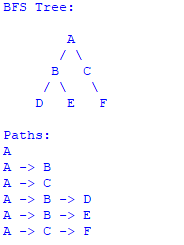 BFS Tree:
A
/ \
B C
/ \ \
D E F
Paths:
A
A -> B
A -> C
A -> B -> D
A -> B -> E
A -> C -> F